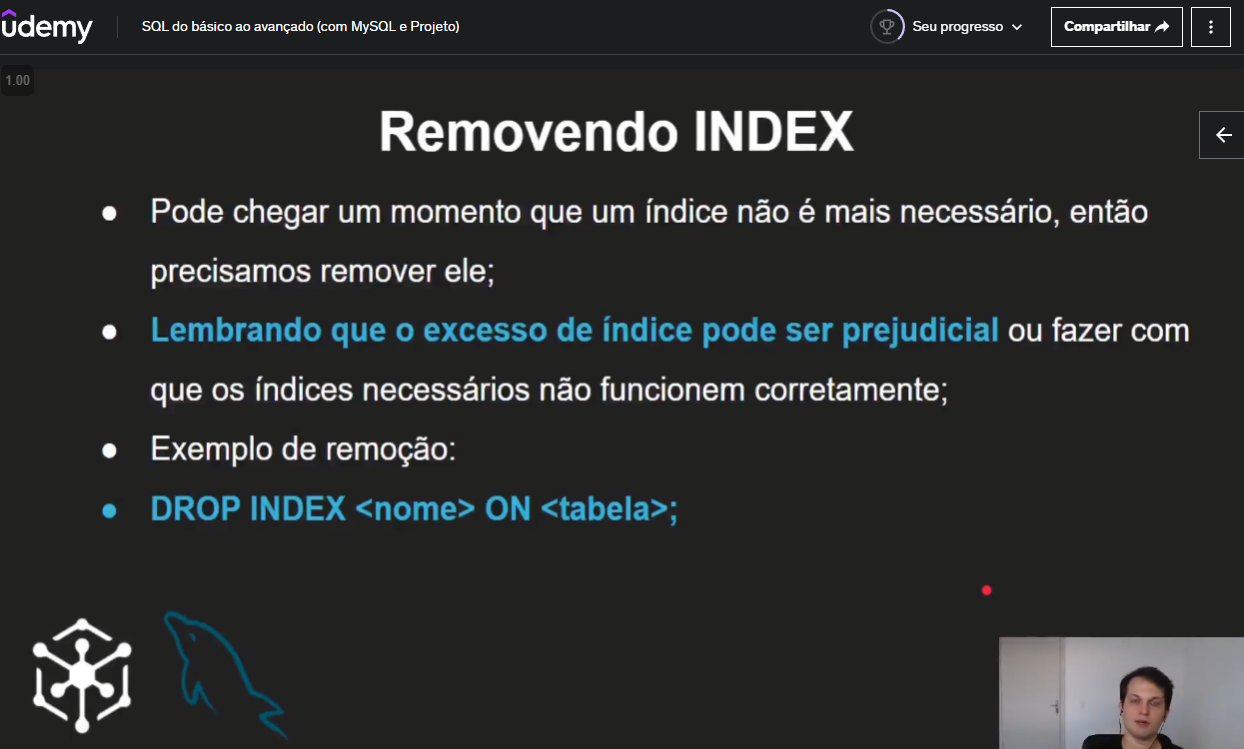 udemy
SQL do básico ao avançado (com MySQL e Projeto)
Seu progresso
Compartilhar
1.00
Removendo INDEX
Pode chegar um momento que um índice não é mais necessário, então
precisamos remover ele;
Lembrando que o excesso de índice pode ser prejudicial ou fazer com
que os índices necessários não funcionem corretamente;
Exemplo de remoção:
DROP INDEX <nome> ON <tabela>;